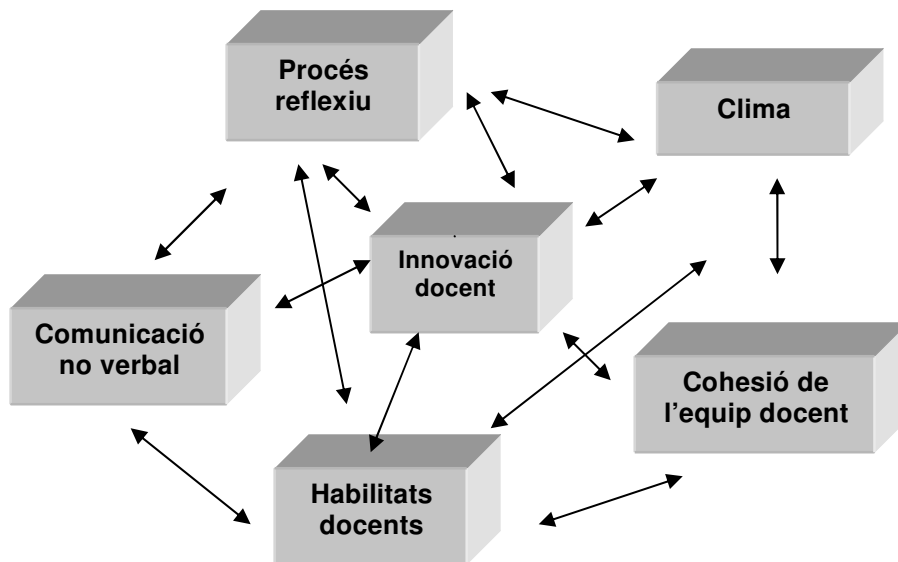 Procés
reflexiu
Clima
Innovació
docent
Comunicació
no verbal
Cohesió de
l’equip docent
Habilitats
docents